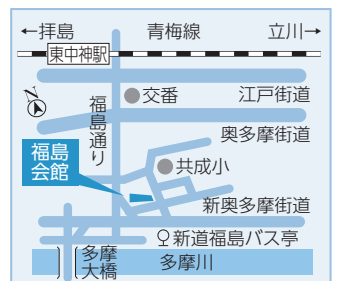 ←拝島 青梅線 立川→
東中神駅
N
交番 江戸街道
福島通り
奥多摩街道
福島
会館
共成小
新奥多摩街道
新道福島バス亭
多摩
大橋
多摩川